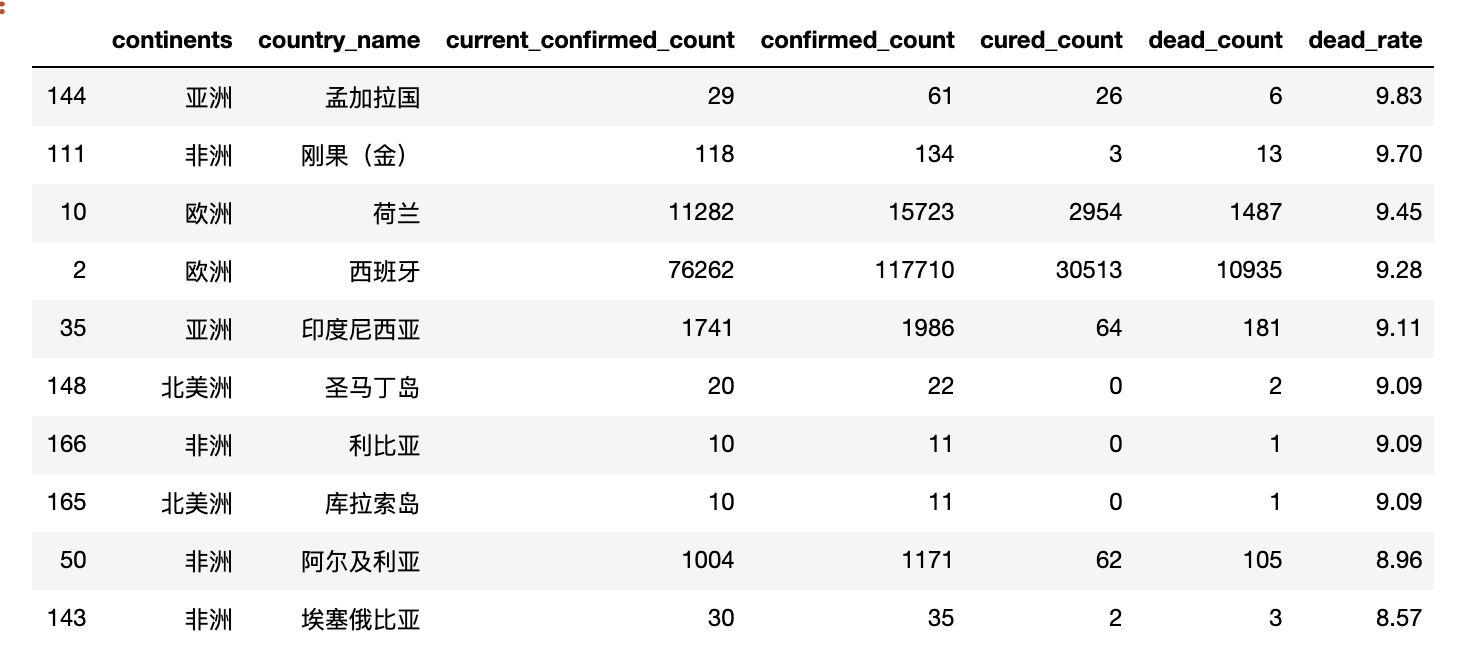 continents country_name current_confirmed_count confirmed_count cured_count dead_count dead_rate
144 亚洲 孟加拉国 29 61 26 6 9.83
111 非洲 刚果（金） 118 134 3 13 9.70
10 欧洲 荷兰 11282 15723 2954 1487 9.45
2 欧洲 西班牙 76262 117710 30513 10935 9.28
35 亚洲 印度尼西亚 1741 1986 64 181 9.11
148 北美洲 圣马丁岛 20 22 0 2 9.09
166 非洲 利比亚 10 11 0 1 9.09
165 北美洲 库拉索岛 10 11 0 1 9.09
50 非洲 阿尔及利亚 1004 1171 62 105 8.96
143 非洲 埃塞俄比亚 30 35 2 3 8.57